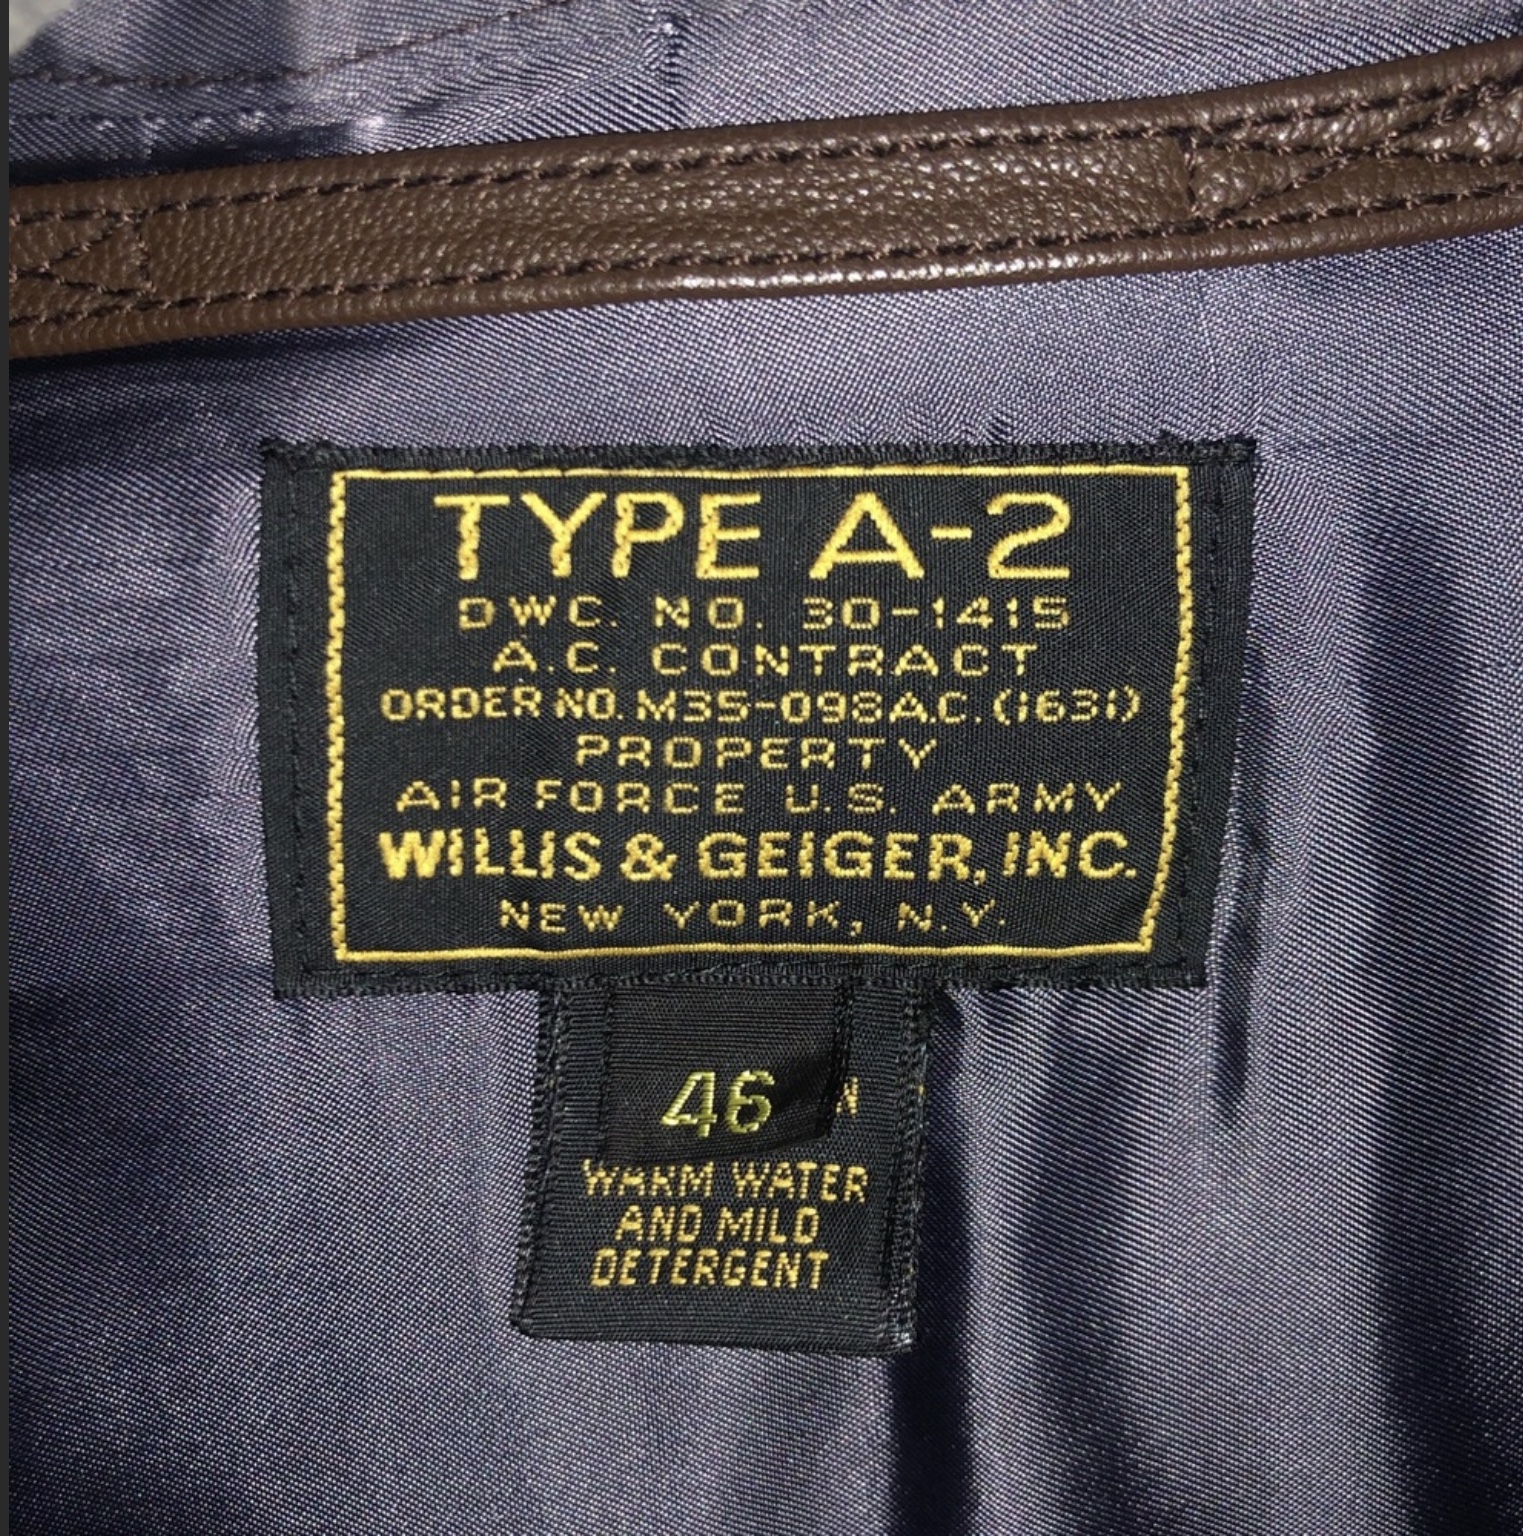 TYPE A-2
DWC. NO. 30-1415
A.C. CONTRACT
ORDER NO. M35-098A.C. (1631)
PROPERTY
AIR FORCE U.S. ARMY
WILLIS & GEIGER, INC.
NEW YORK, N.Y.
46
WARM WATER
AND MILD
DETERGENT